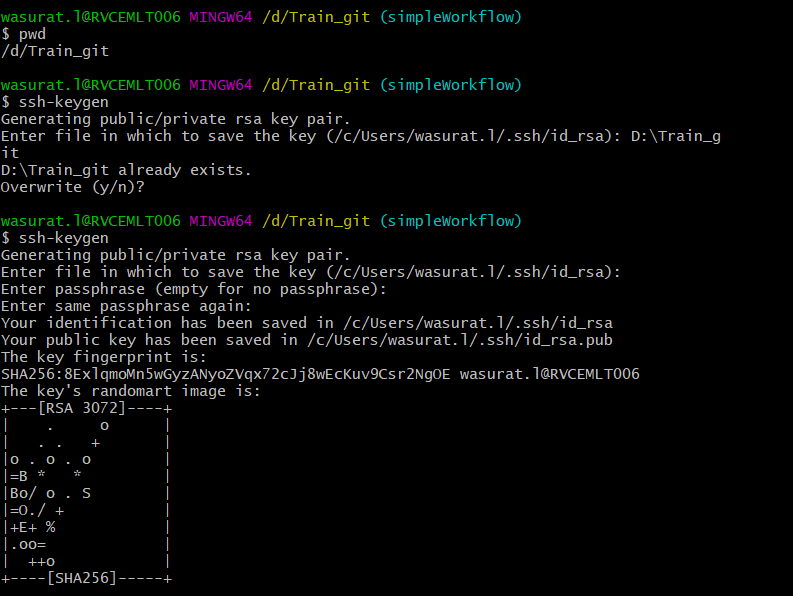 wasurat.l@RVCEMLT006 MINGW64 /d/Train_git (simpleWorkflow)
$ pwd
/d/Train_git
wasurat.l@RVCEMLT006 MINGW64 /d/Train_git (simpleWorkflow)
$ ssh-keygen
Generating public/private rsa key pair.
Enter file in which to save the key (/c/Users/wasurat.l/.ssh/id_rsa): D:\Train_g
it
D:\Train_git already exists.
Overwrite (y/n)?
wasurat.l@RVCEMLT006 MINGW64 /d/Train_git (simpleWorkflow)
$ ssh-keygen
Generating public/private rsa key pair.
Enter file in which to save the key (/c/Users/wasurat.l/.ssh/id_rsa):
Enter passphrase (empty for no passphrase):
Enter same passphrase again:
Your identification has been saved in /c/Users/wasurat.l/.ssh/id_rsa
Your public key has been saved in /c/Users/wasurat.l/.ssh/id_rsa.pub
The key fingerprint is:
SHA256:8ExlqmoMn5wGyzANyoZVqx72cJj8wEcKuv9Csr2NgOE wasurat.l@RVCEMLT006
The key's randomart image is:
+---[RSA 3072]----+
|    .     o      |
|   . .   +       |
|o . o . o        |
|=B *   *         |
|Bo/ o . S        |
|=O./ +           |
|+E+ %            |
|.oo=             |
|  ++o            |
+----[SHA256]-----+